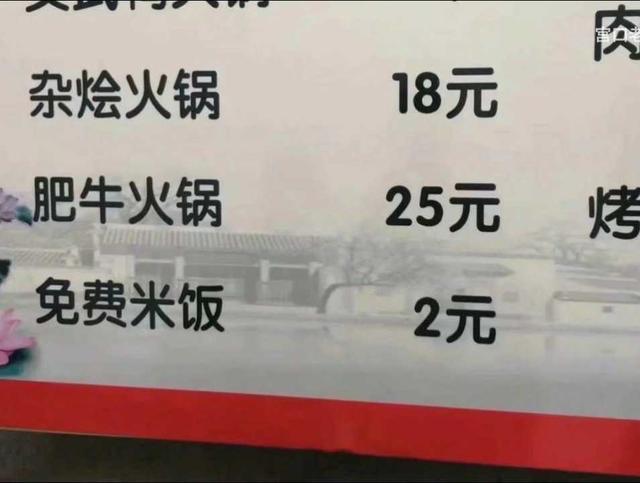 杂烩火锅 18元
肥牛火锅 25元
免费米饭 2元
肉
烤